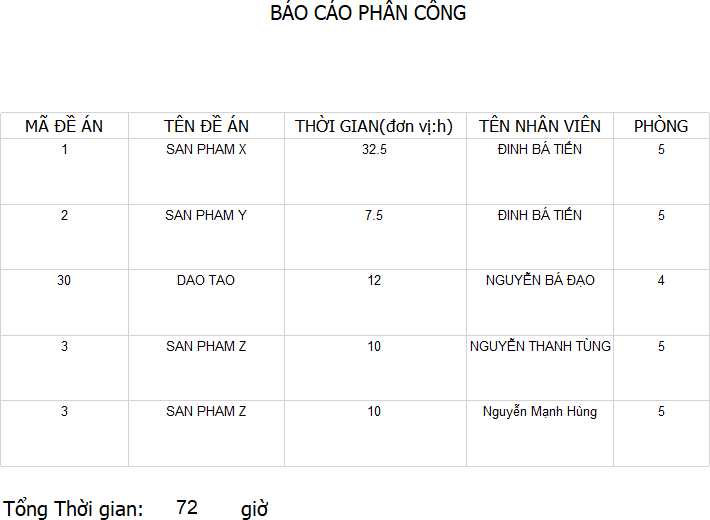 BÁO CÁO PHÂN CÔNG
MÃ ĐỀ ÁN TÊN ĐỀ ÁN THỜI GIAN(đơn vị:h) TÊN NHÂN VIÊN PHÒNG
1 SAN PHAM X 32.5 ĐINH BÁ TIẾN 5
2 SAN PHAM Y 7.5 ĐINH BÁ TIẾN 5
30 DAO TAO 12 NGUYỄN BÁ ĐẠO 4
3 SAN PHAM Z 10 NGUYỄN THANH TÙNG 5
3 SAN PHAM Z 10 Nguyễn Mạnh Hùng 5
Tổng Thời gian: 72 giờ